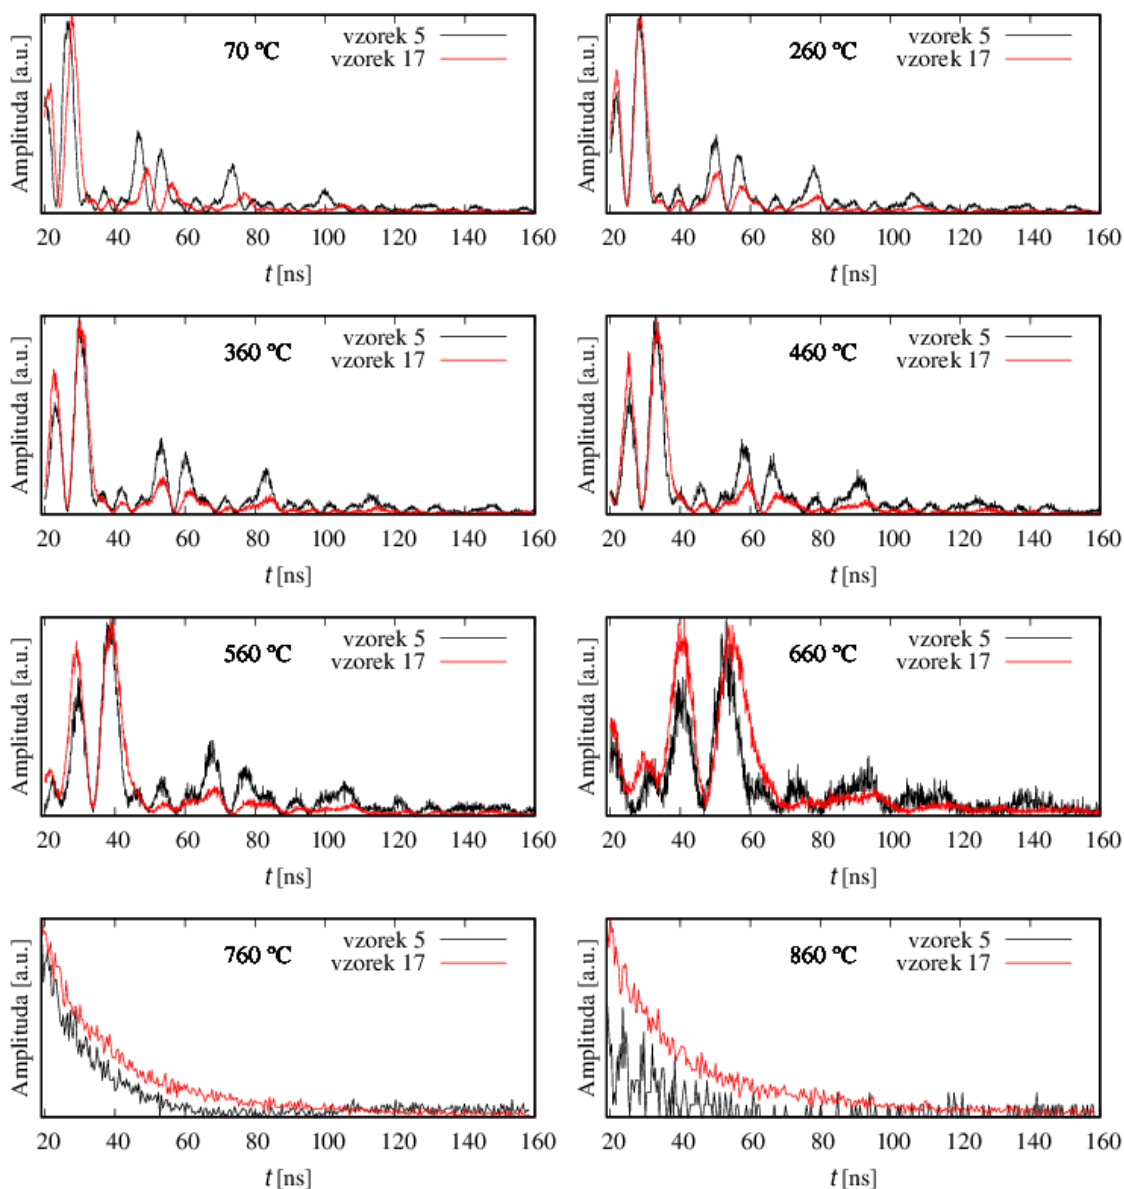 Amplituda [a.u.]
70 °C
vzorek 5
vzorek 17
20 40 60 80 100 120 140 160
t [ns]
Amplituda [a.u.]
260 °C
vzorek 5
vzorek 17
20 40 60 80 100 120 140 160
t [ns]
Amplituda [a.u.]
360 °C
vzorek 5
vzorek 17
20 40 60 80 100 120 140 160
t [ns]
Amplituda [a.u.]
460 °C
vzorek 5
vzorek 17
20 40 60 80 100 120 140 160
t [ns]
Amplituda [a.u.]
560 °C
vzorek 5
vzorek 17
20 40 60 80 100 120 140 160
t [ns]
Amplituda [a.u.]
660 °C
vzorek 5
vzorek 17
20 40 60 80 100 120 140 160
t [ns]
Amplituda [a.u.]
760 °C
vzorek 5
vzorek 17
20 40 60 80 100 120 140 160
t [ns]
Amplituda [a.u.]
860 °C
vzorek 5
vzorek 17
20 40 60 80 100 120 140 160
t [ns]